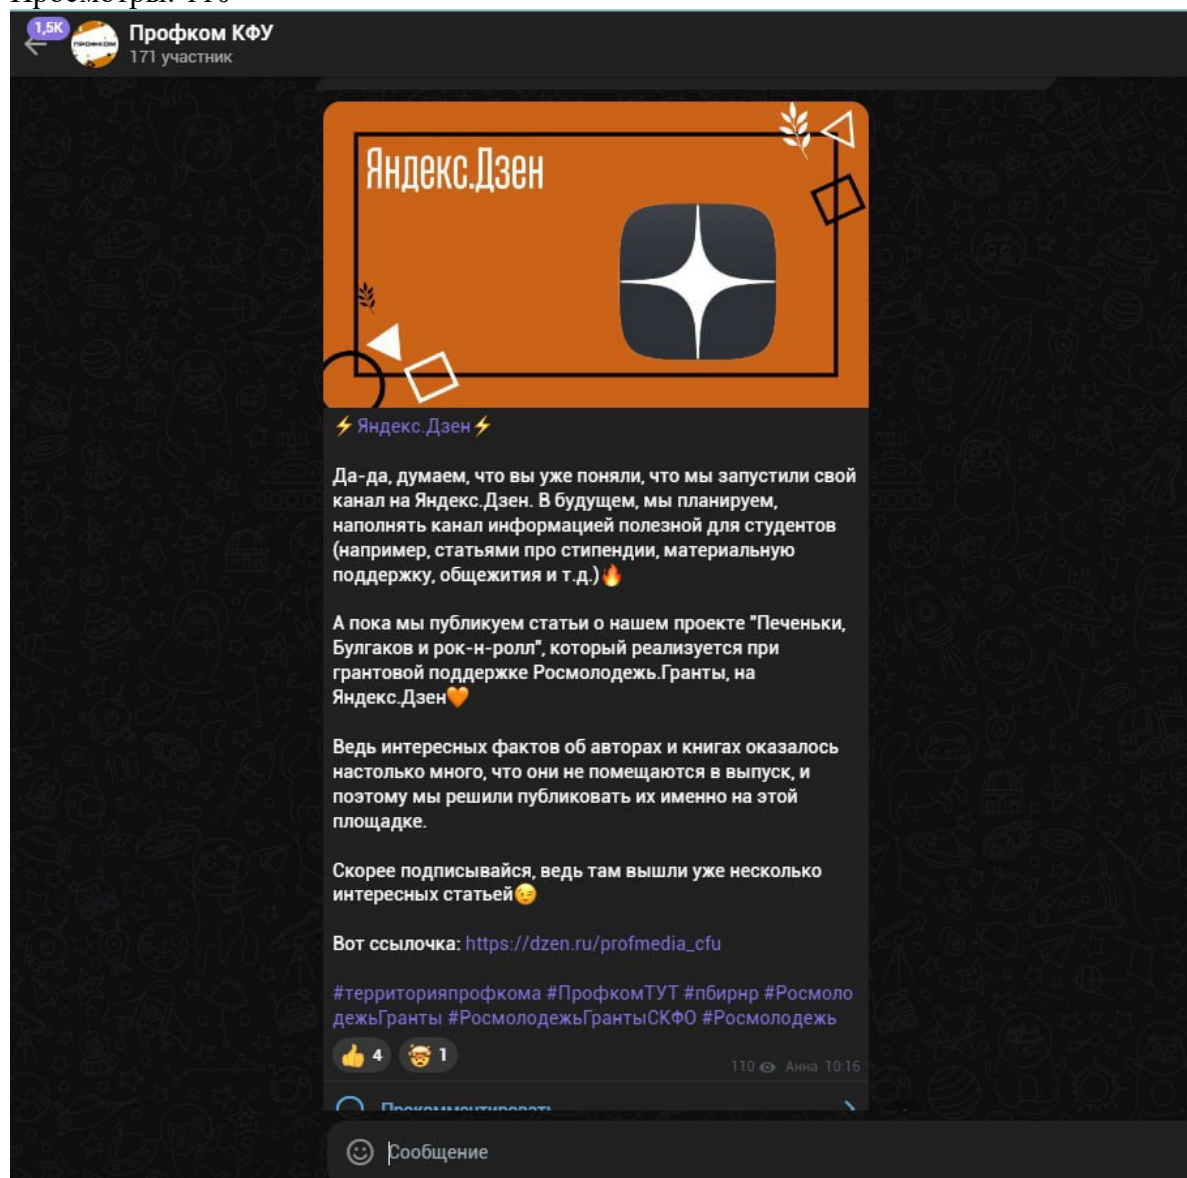 Просмотры: 110
1,5K
Профком КФУ
171 участник
ПРОФКОМ
Яндекс.Дзен
⚡Яндекс.Дзен⚡
Да-да, думаем, что вы уже поняли, что мы запустили свой
канал на Яндекс.Дзен. В будущем, мы планируем,
наполнять канал информацией полезной для студентов
(например, статьями про стипендии, материальную
поддержку, общежития и т.д.)🔥
А пока мы публикуем статьи о нашем проекте "Печеньки,
Булгаков и рок-н-ролл", который реализуется при
грантовой поддержке Росмолодежь.Гранты, на
Яндекс.Дзен🧡
Ведь интересных фактов об авторах и книгах оказалось
настолько много, что они не помещаются в выпуск, и
поэтому мы решили публиковать их именно на этой
площадке.
Скорее подписывайся, ведь там вышли уже несколько
интересных статьей😉
Вот ссылочка: https://dzen.ru/profmedia_cfu
#территорияпрофкома #ПрофкомТУТ #пбирнр #Росмоло
дежьГранты #РосмолодежьГрантыСКФО #Росмолодежь
👍 4 🤯 1
110 Анна 10:16
Прокомментировать
Сообщение